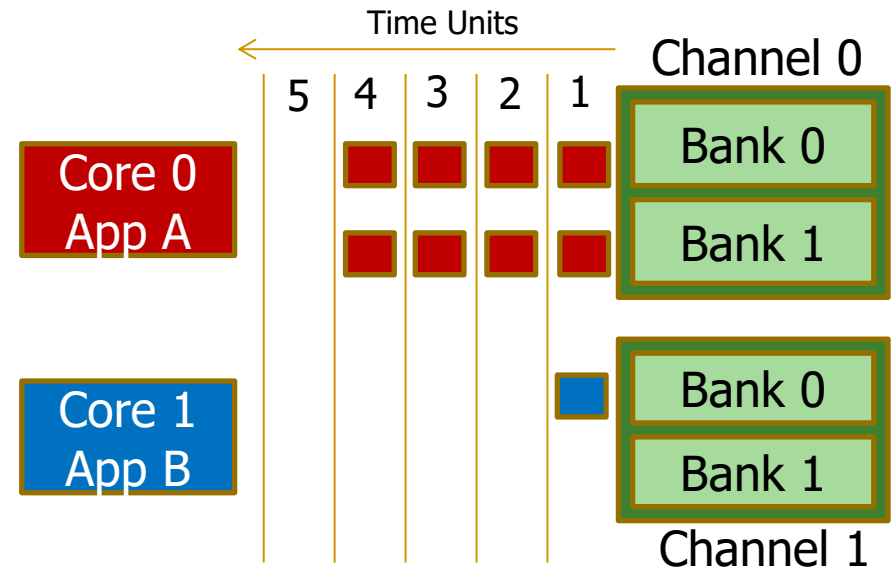 Time Units
Channel 0
5 4 3 2 1
Core 0
App A
Bank 0
Bank 1
Core 1
App B
Bank 0
Bank 1
Channel 1